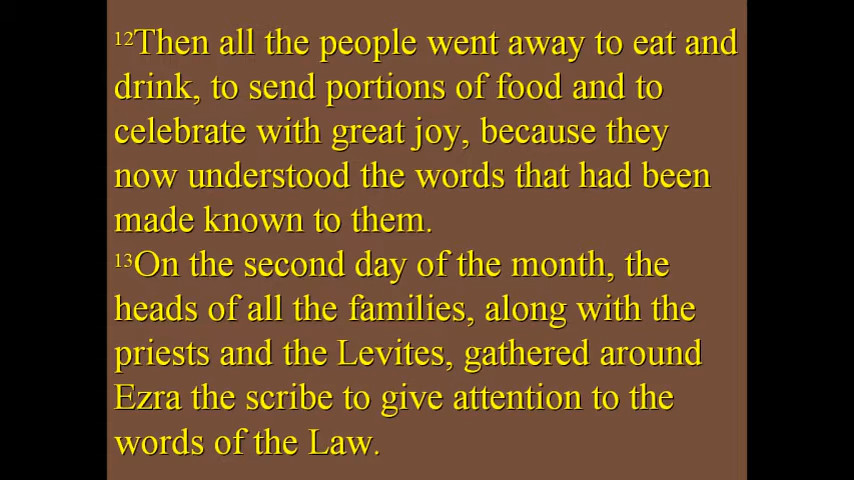 12Then all the people went away to eat and
drink, to send portions of food and to
celebrate with great joy, because they
now understood the words that had been
made known to them.
13On the second day of the month, the
heads of all the families, along with the
priests and the Levites, gathered around
Ezra the scribe to give attention to the
words of the Law.